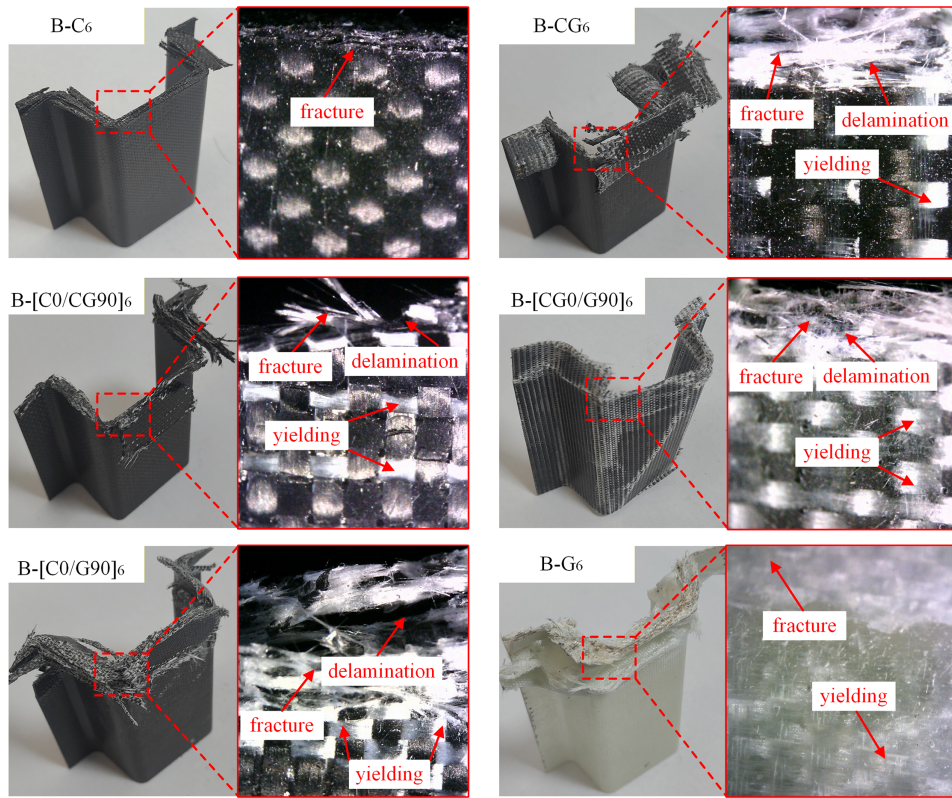 B-C6
fracture
B-CG6
fracture
delamination
yielding
B-[C0/CG90]6
fracture
delamination
yielding
B-[CG0/G90]6
fracture
delamination
yielding
B-[C0/G90]6
delamination
fracture
yielding
B-G6
fracture
yielding